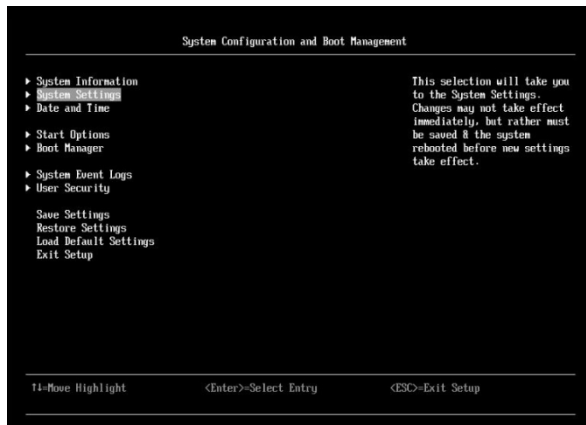 System Configuration and Boot Management
▶ System Information
▶ System Settings
▶ Date and Time
▶ Start Options
▶ Boot Manager
▶ System Event Logs
▶ User Security
Save Settings
Restore Settings
Load Default Settings
Exit Setup
This selection will take you
to the System Settings.
Changes may not take effect
immediately, but rather must
be saved & the system
rebooted before new settings
take effect.
↑↓=Move Highlight <Enter>=Select Entry <ESC>=Exit Setup